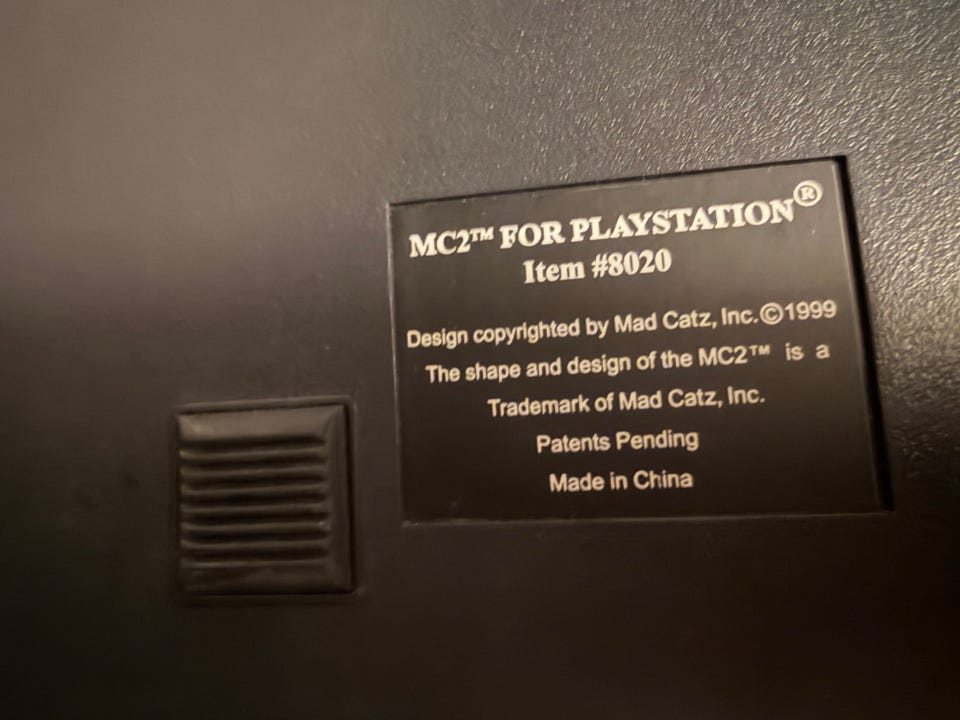 MC2™ FOR PLAYSTATION®
Item #8020
Design copyrighted by Mad Catz, Inc.©1999
The shape and design of the MC2™ is a
Trademark of Mad Catz, Inc.
Patents Pending
Made in China